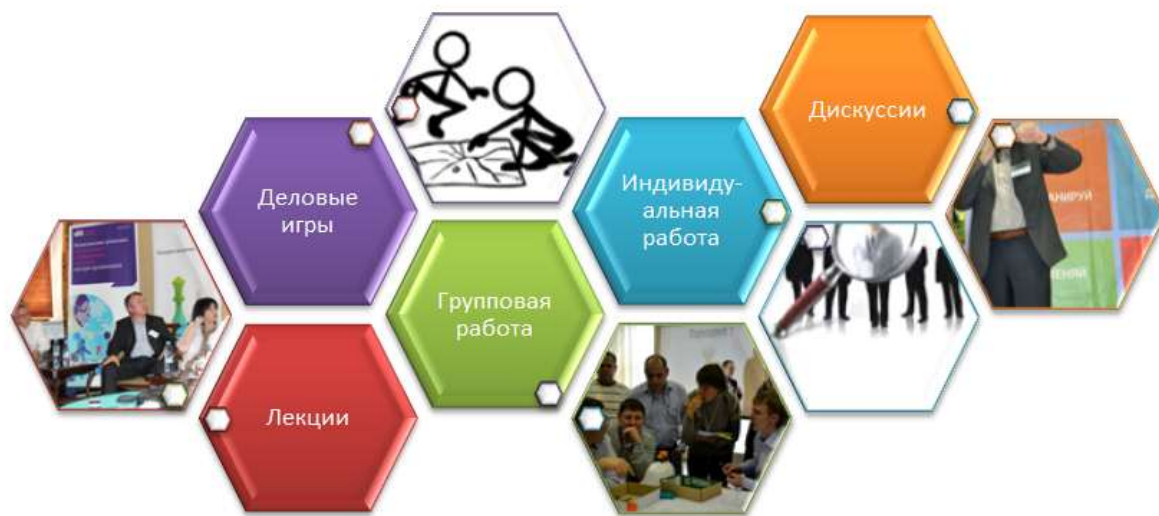 Дискуссии
Деловые
игры
Индивиду-
альная
работа
Групповая
работа
Лекции